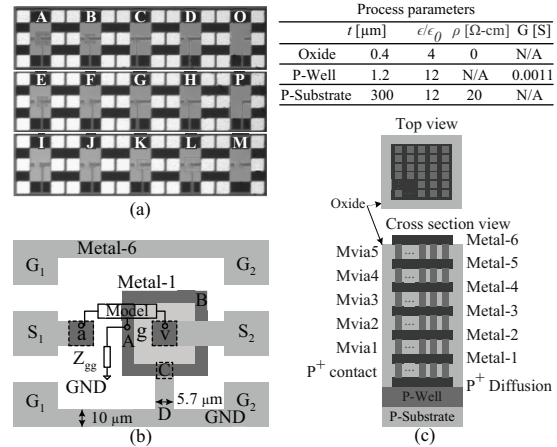 A B C D O
E F G H P
I J K L M
(a)
Process parameters
t [μm] ϵ/ϵ0 ρ [Ω-cm] G [S]
Oxide 0.4 4 0 N/A
P-Well 1.2 12 N/A 0.0011
P-Substrate 300 12 20 N/A
Top view
Oxide
Cross section view
Metal-6
Mvia5
Metal-5
Mvia4
Metal-4
Mvia3
Metal-3
Mvia2
Metal-2
Mvia1
Metal-1
P+ contact
P+ Diffusion
P-Well
P-Substrate
(c)
Metal-6
G1 G2
Metal-1
B
Model
S1 a A g v S2
Zgg
C
GND
G1 5.7 μm G2
10 μm D GND
(b)
... 
...
...
...
...
...